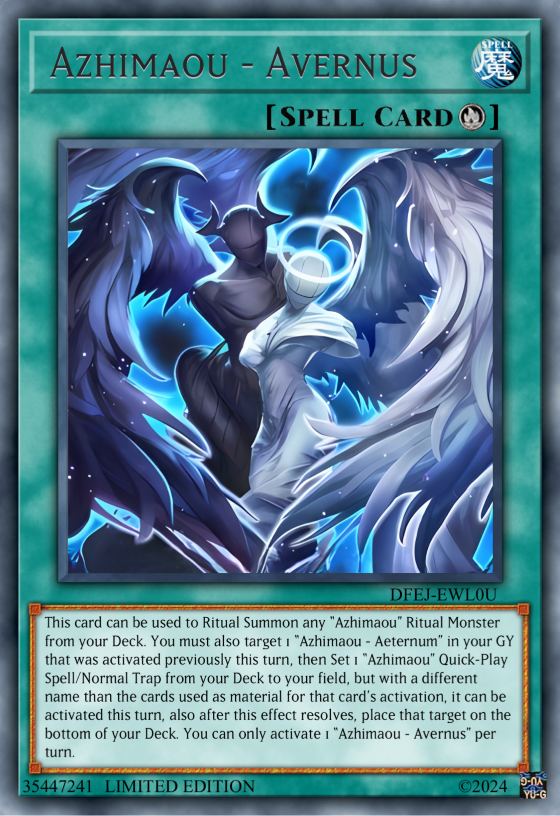 AZHIMAOU - AVERNUS
SPELL
魔
[SPELL CARD]
DFEJ-EWL0U
This card can be used to Ritual Summon any "Azhimaou" Ritual Monster
from your Deck. You must also target 1 "Azhimaou - Aeternum" in your GY
that was activated previously this turn, then Set 1 "Azhimaou" Quick-Play
Spell/Normal Trap from your Deck to your field, but with a different
name than the cards used as material for that card's activation, it can be
activated this turn, also after this effect resolves, place that target on the
bottom of your Deck. You can only activate 1 "Azhimaou - Avernus" per
turn.
35447241 LIMITED EDITION ©2024
YU-G